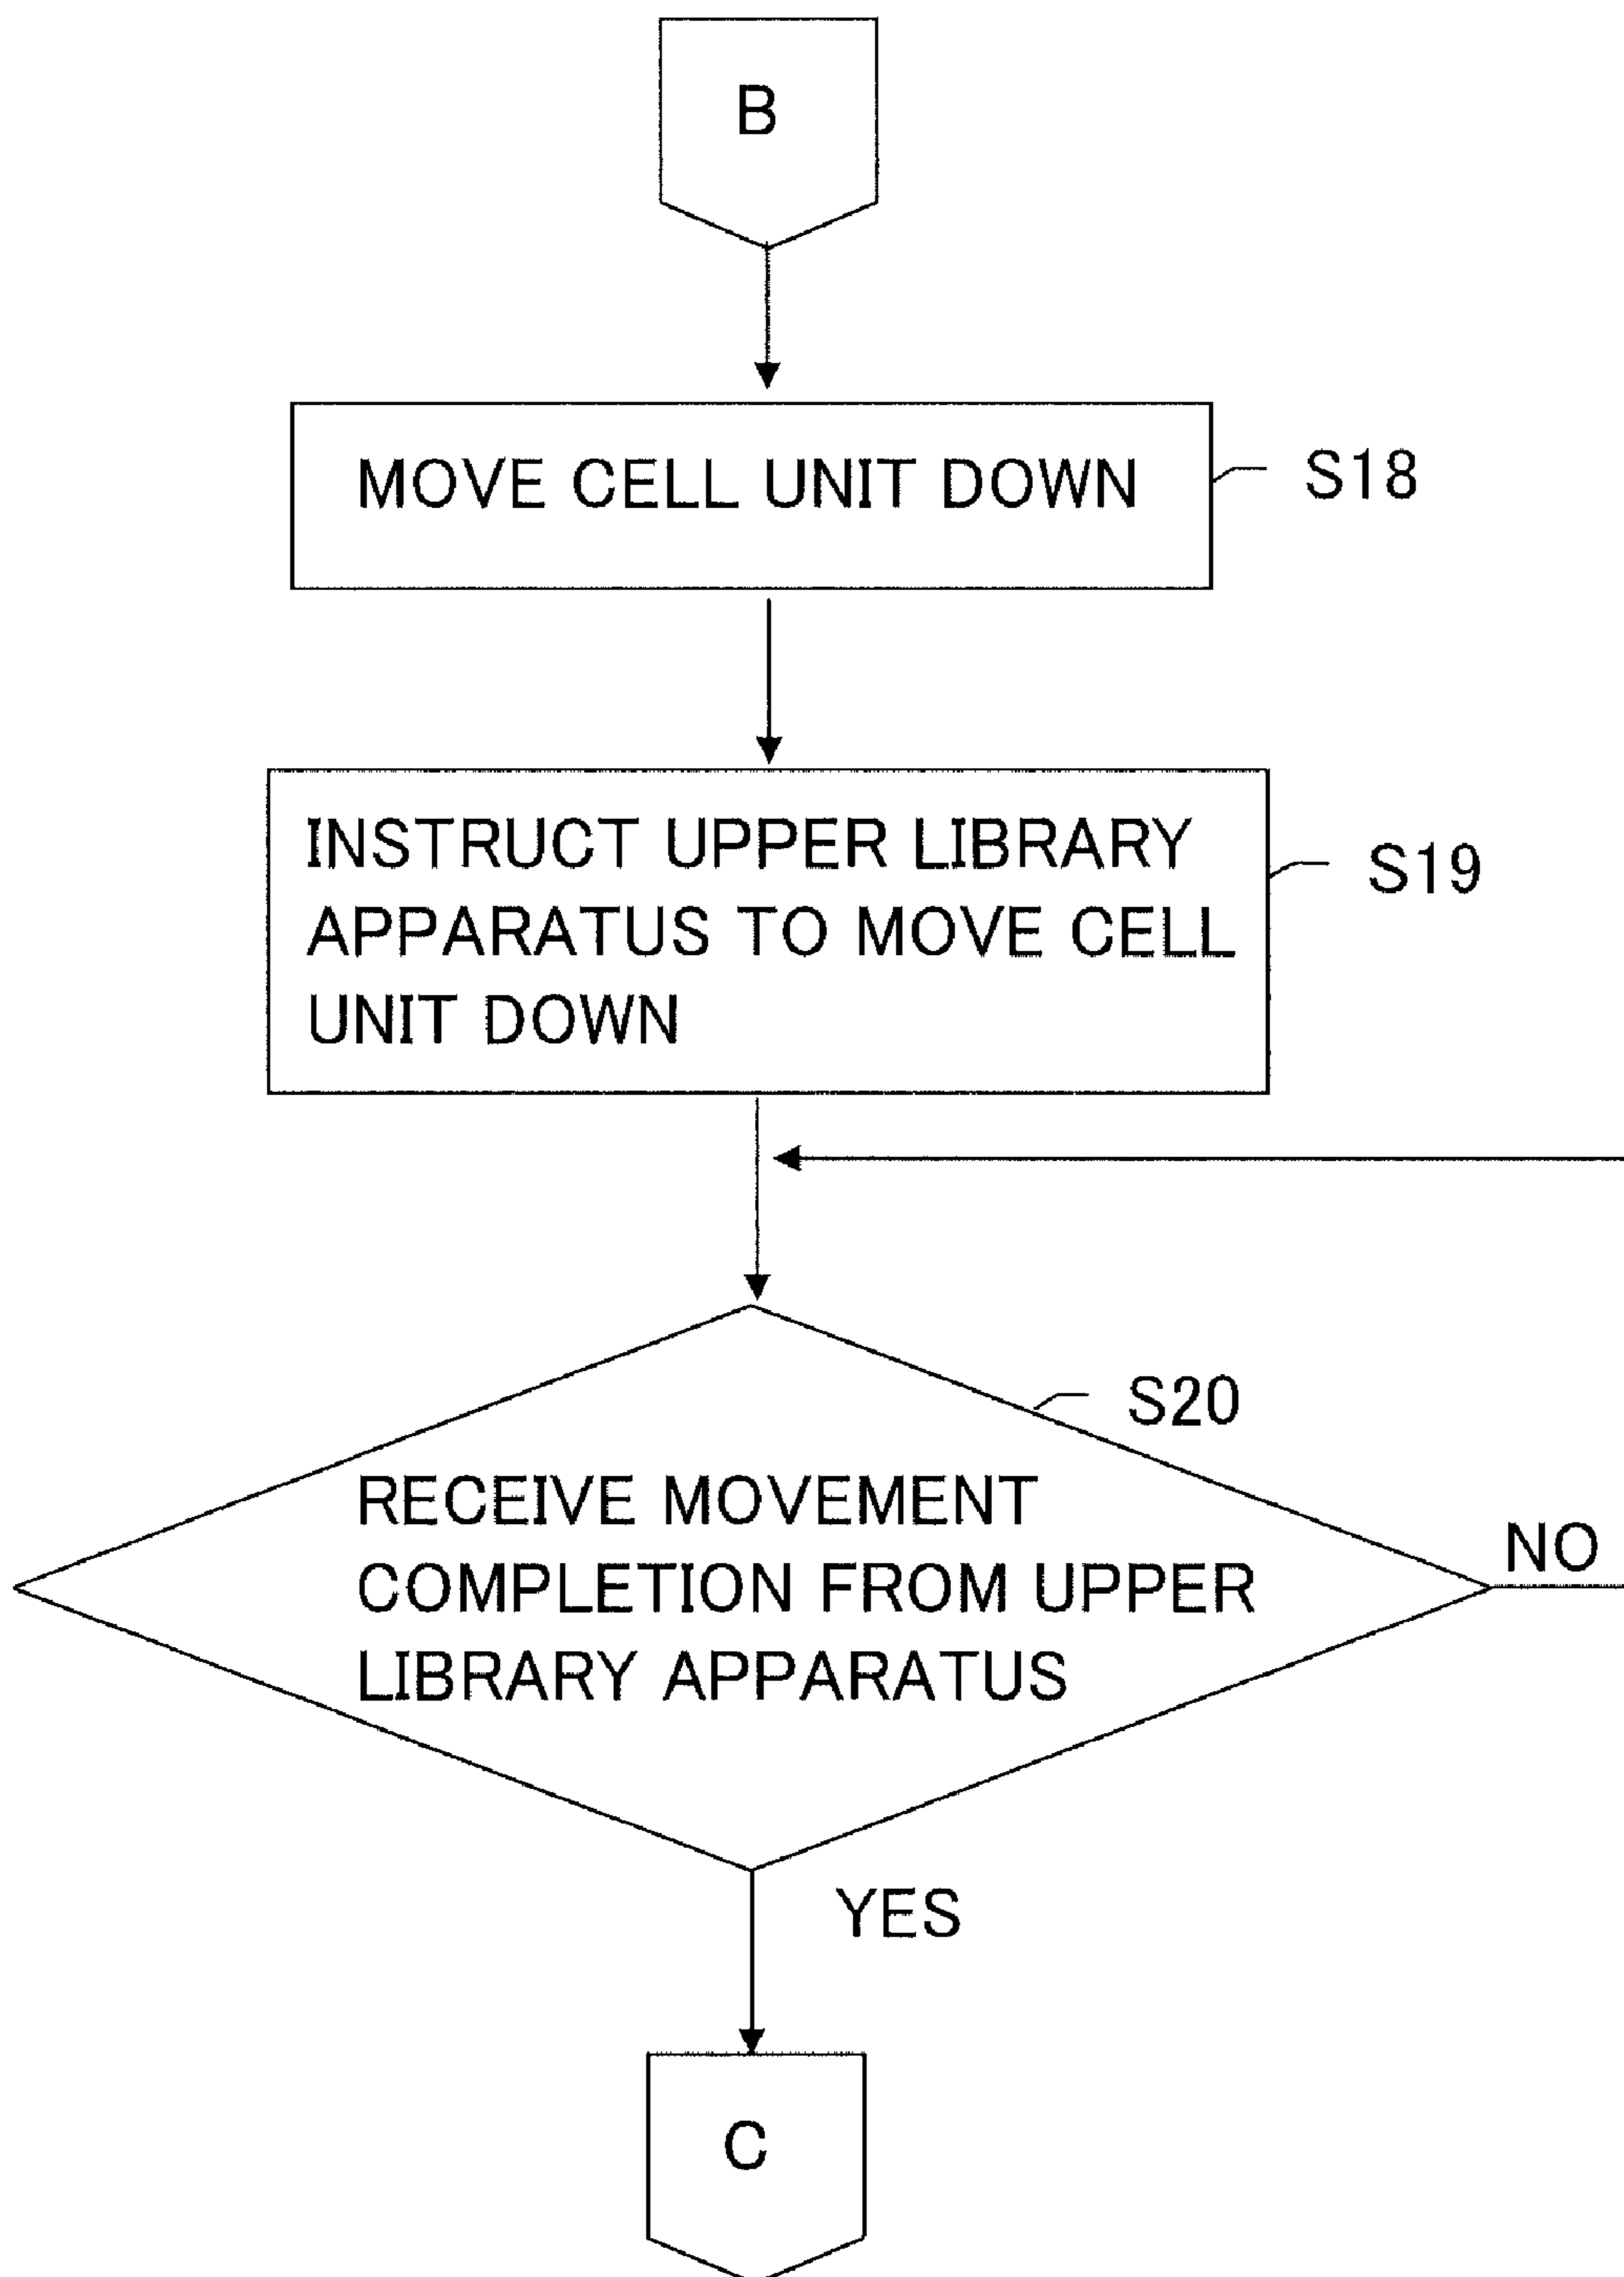 B
MOVE CELL UNIT DOWN
S18
INSTRUCT UPPER LIBRARY
APPARATUS TO MOVE CELL
UNIT DOWN
S19
S20
RECEIVE MOVEMENT
COMPLETION FROM UPPER
LIBRARY APPARATUS
NO
YES
C